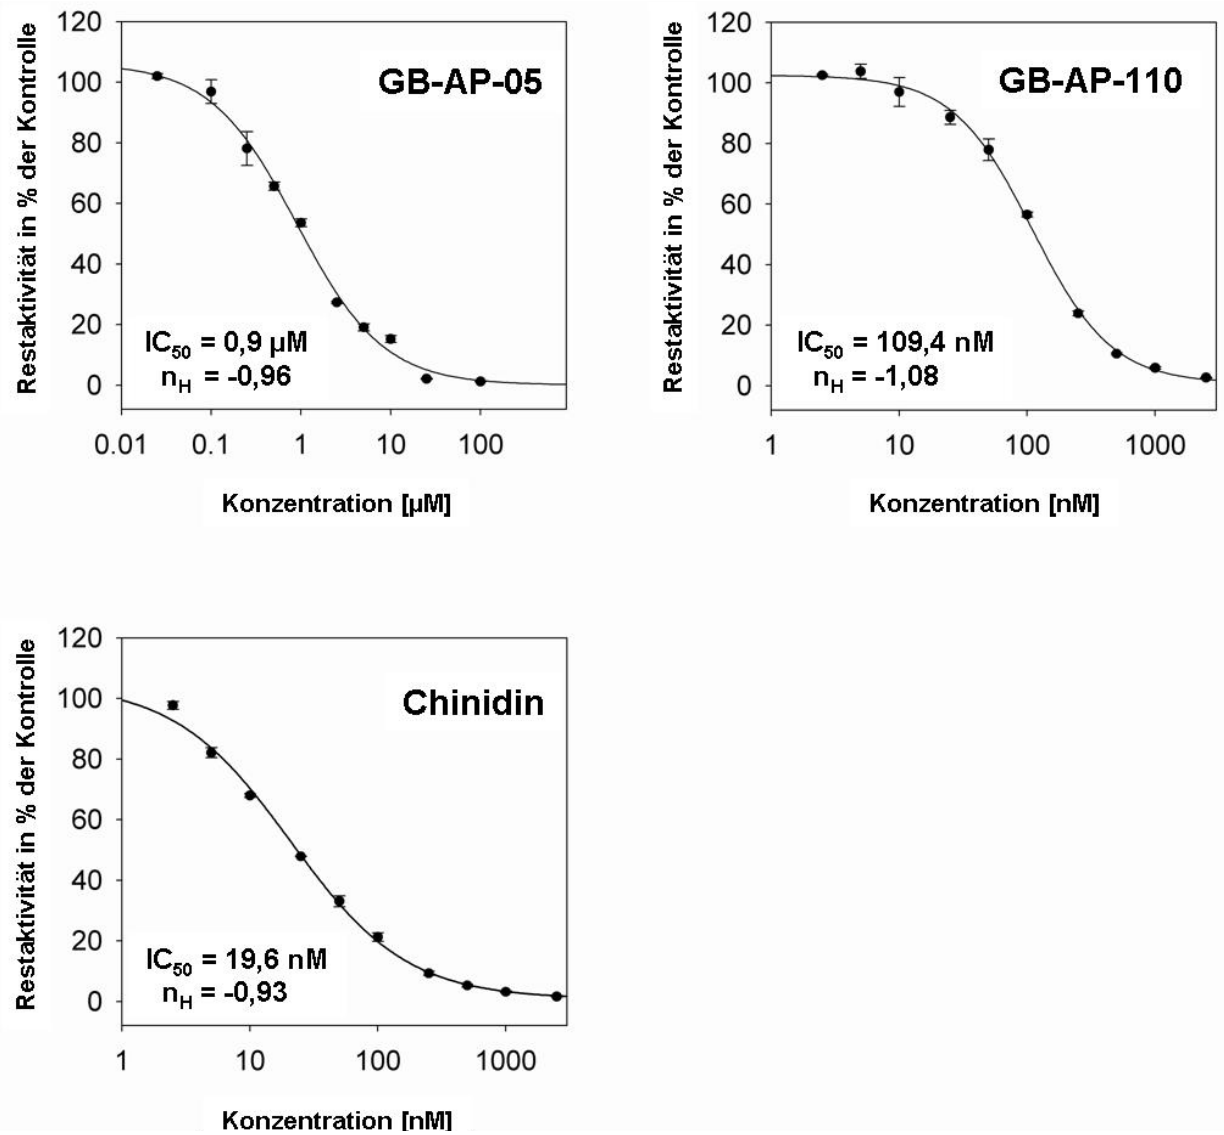 Restaktivität in % der Kontrolle
120
100
80
60
40
20
0
GB-AP-05
IC50 = 0,9 µM
nH = -0,96
0.01 0.1 1 10 100
Konzentration [µM]
Restaktivität in % der Kontrolle
120
100
80
60
40
20
0
GB-AP-110
IC50 = 109,4 nM
nH = -1,08
1 10 100 1000
Konzentration [nM]
Restaktivität in % der Kontrolle
120
100
80
60
40
20
0
Chinidin
IC50 = 19,6 nM
nH = -0,93
1 10 100 1000
Konzentration [nM]